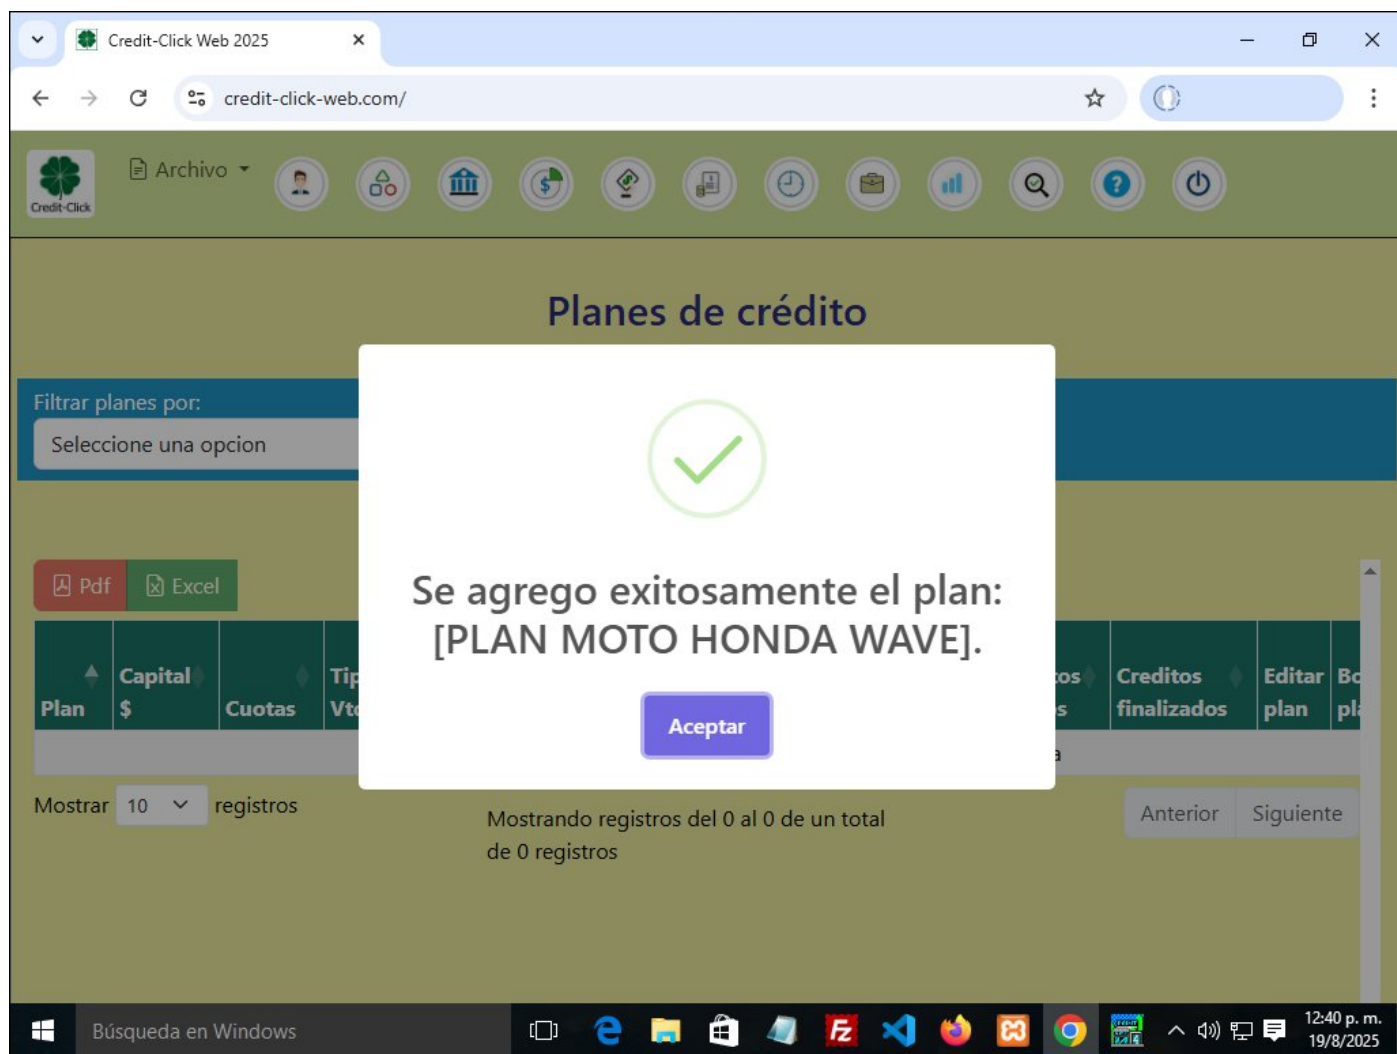 Credit-Click Web 2025
credit-click-web.com/
Credit-Click
Archivo
Planes de crédito
Filtrar planes por:
Seleccione una opcion
Se agrego exitosamente el plan:
[PLAN MOTO HONDA WAVE].
Aceptar
Pdf Excel
Plan Capital $ Cuotas Creditos finalizados Editar plan
Mostrar 10 registros
Mostrando registros del 0 al 0 de un total
de 0 registros
Anterior Siguiente
Búsqueda en Windows
12:40 p. m.
19/8/2025